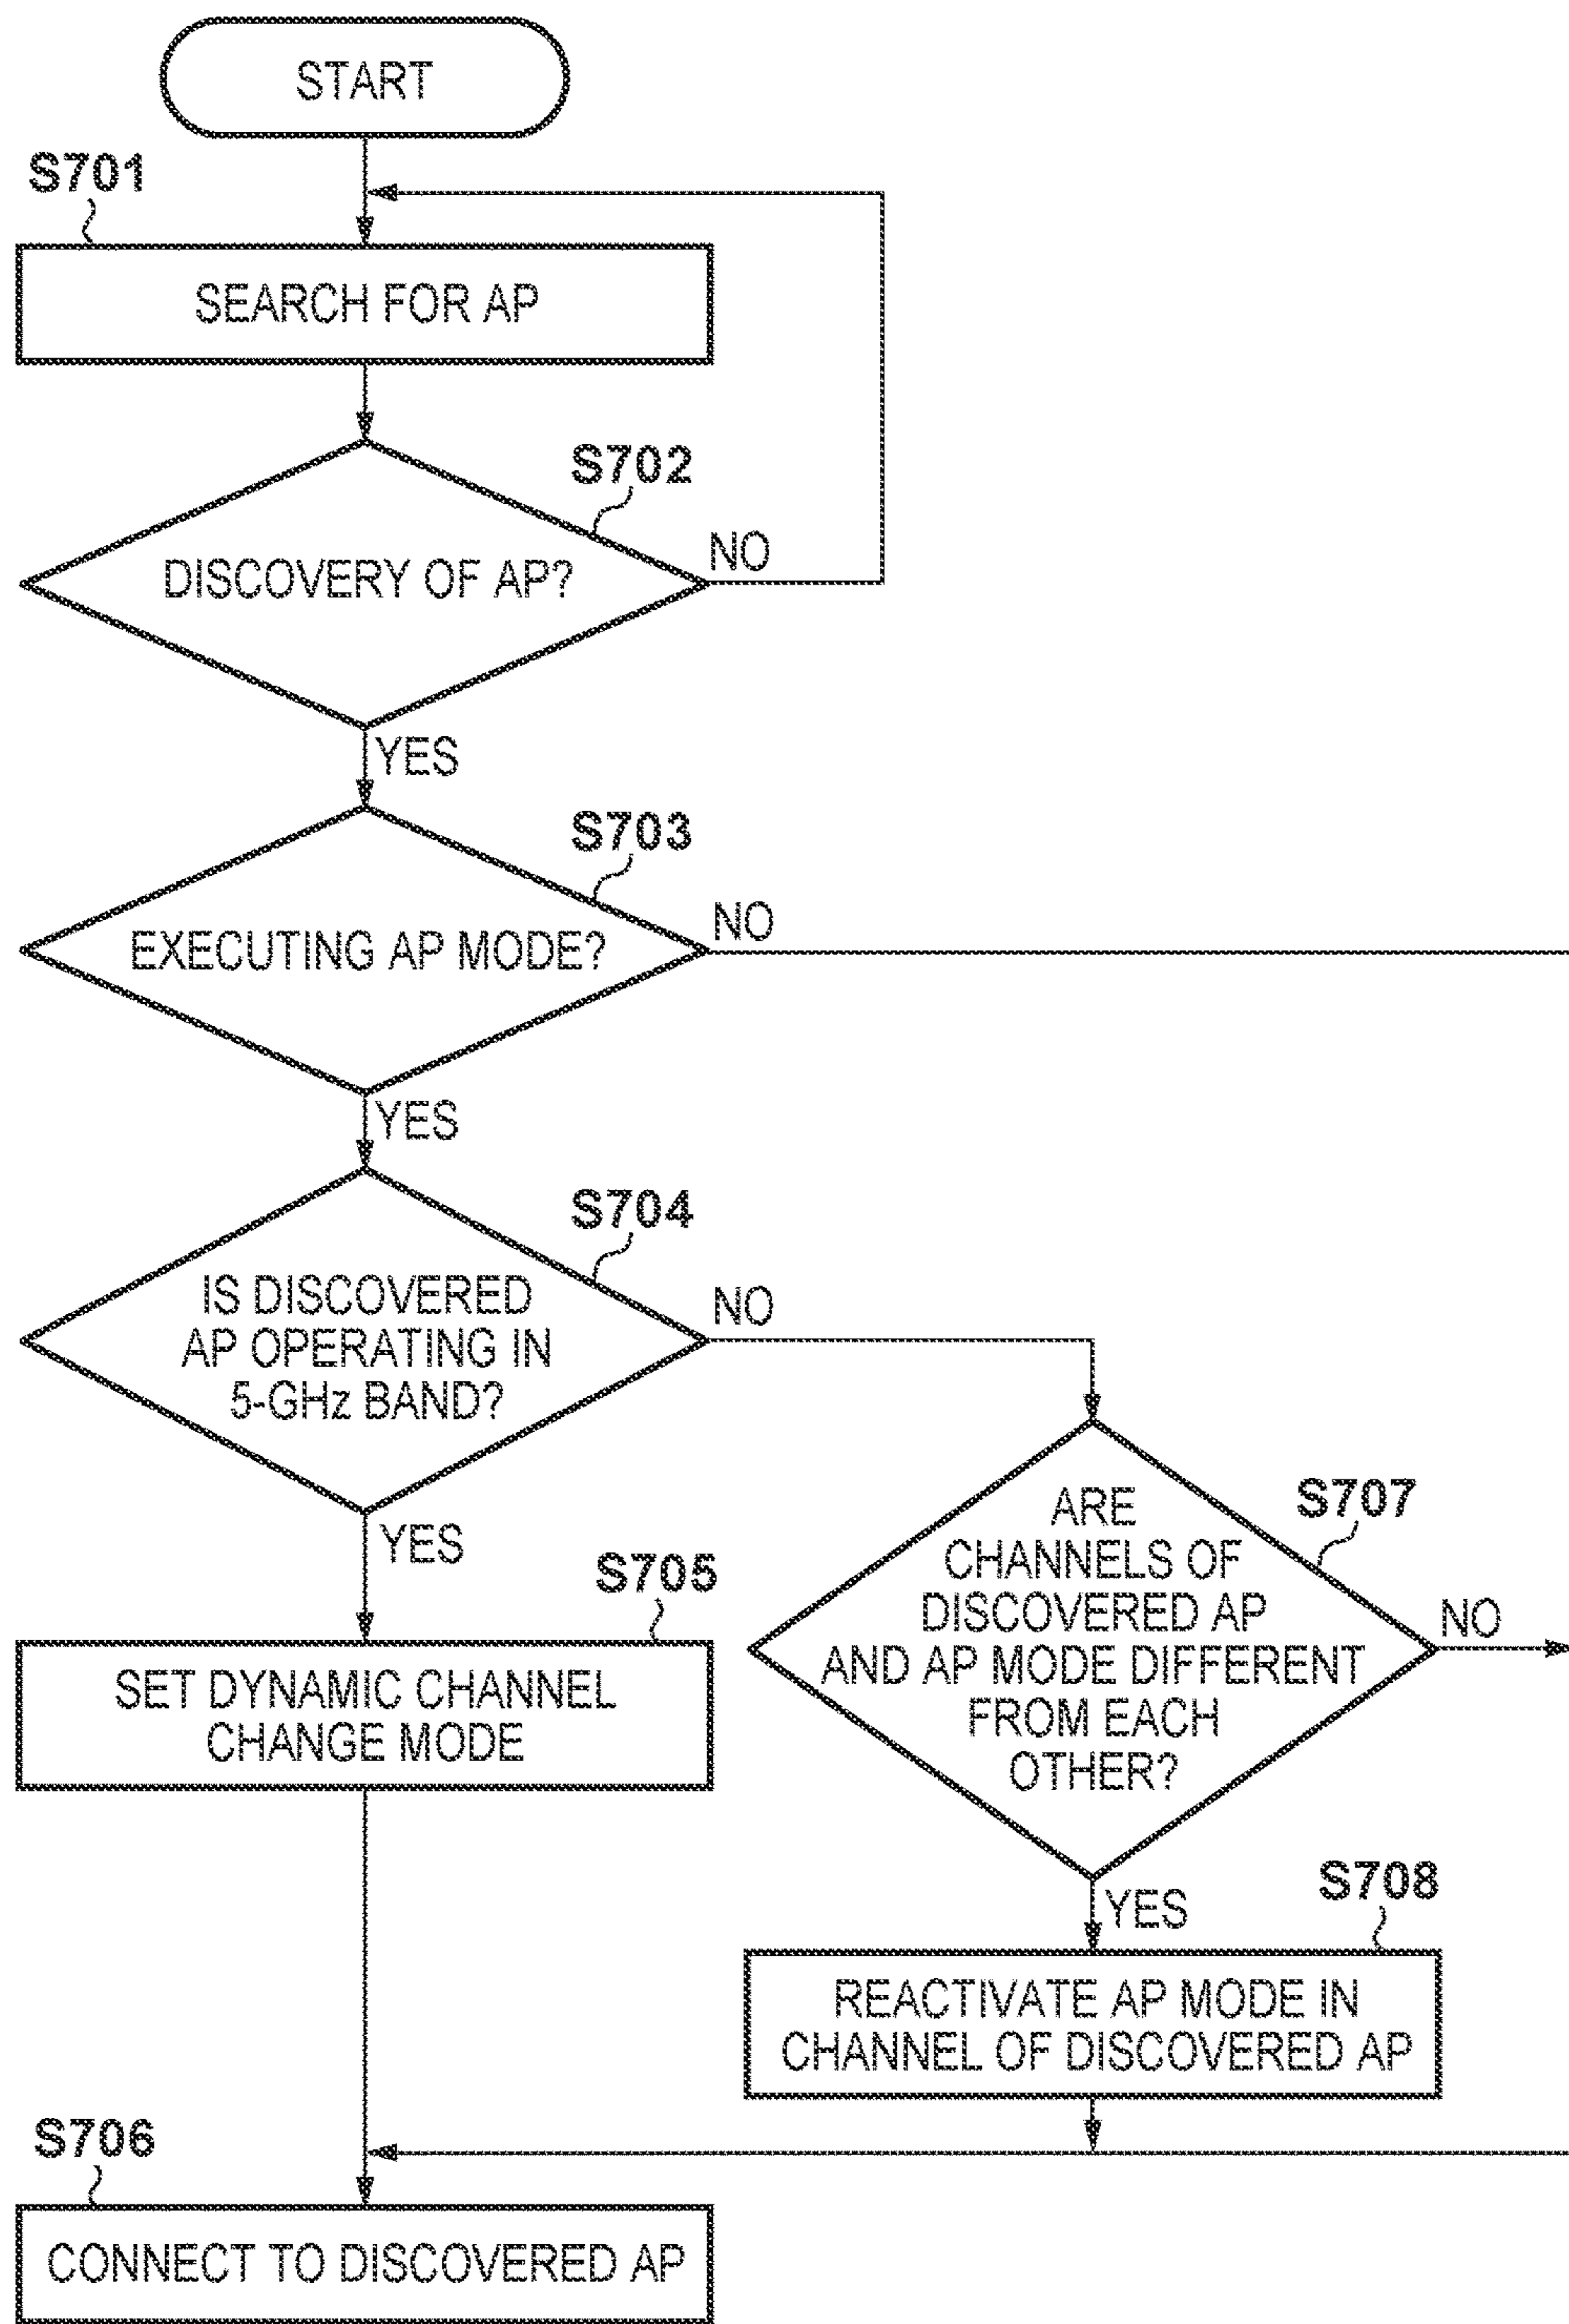 START
S701
SEARCH FOR AP
S702
DISCOVERY OF AP?
NO
YES
S703
EXECUTING AP MODE?
NO
YES
S704
IS DISCOVERED
AP OPERATING IN
5-GHz BAND?
NO
YES
S705
SET DYNAMIC CHANNEL
CHANGE MODE
S707
ARE
CHANNELS OF
DISCOVERED AP
AND AP MODE DIFFERENT
FROM EACH
OTHER?
NO
YES
S708
REACTIVATE AP MODE IN
CHANNEL OF DISCOVERED AP
S706
CONNECT TO DISCOVERED AP